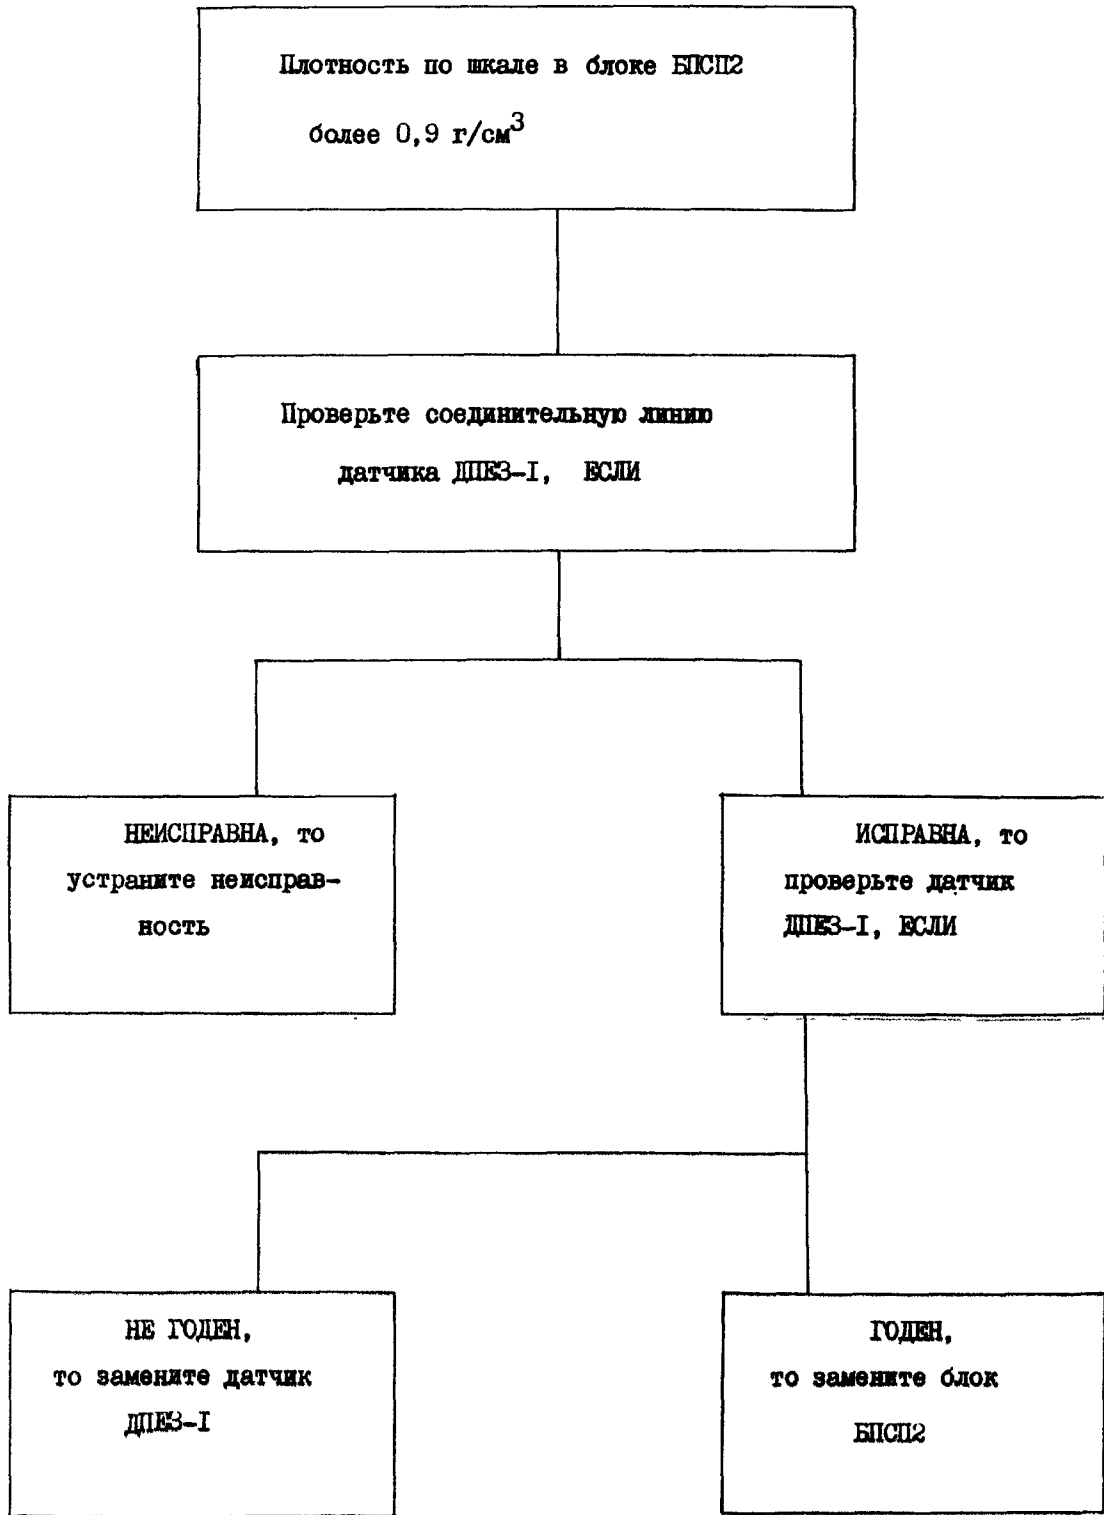 Плотность по шкале в блоке БПСП2
более 0,9 г/см³
Проверьте соединительную линию
датчика ДПЕЗ-I, ЕСЛИ
НЕИСПРАВНА, то
устраните неисправ-
ность
ИСПРАВНА, то
проверьте датчик
ДПЕЗ-I, ЕСЛИ
НЕ ГОДЕН,
то замените датчик
ДПЕЗ-I
ГОДЕН,
то замените блок
БПСП2